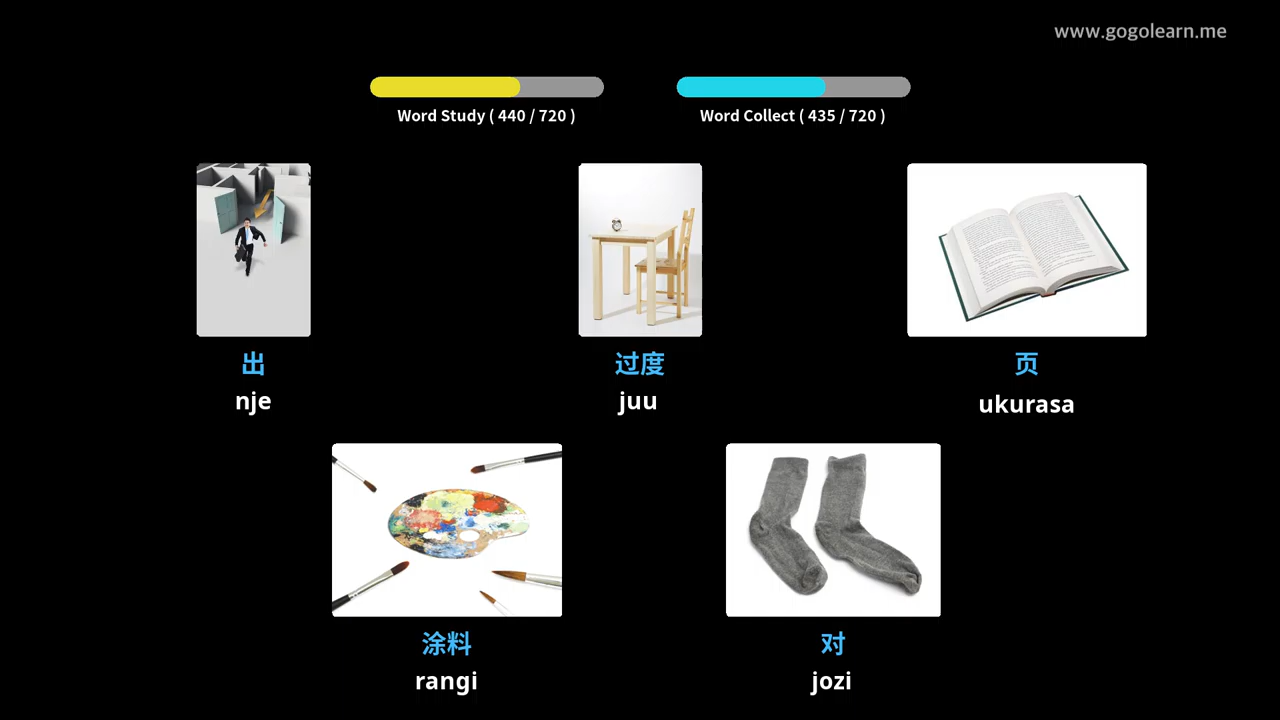 www.gogolearn.me
Word Study ( 440 / 720 )
Word Collect ( 435 / 720 )
出
nje
过度
juu
页
ukurasa
涂料
rangi
对
jozi